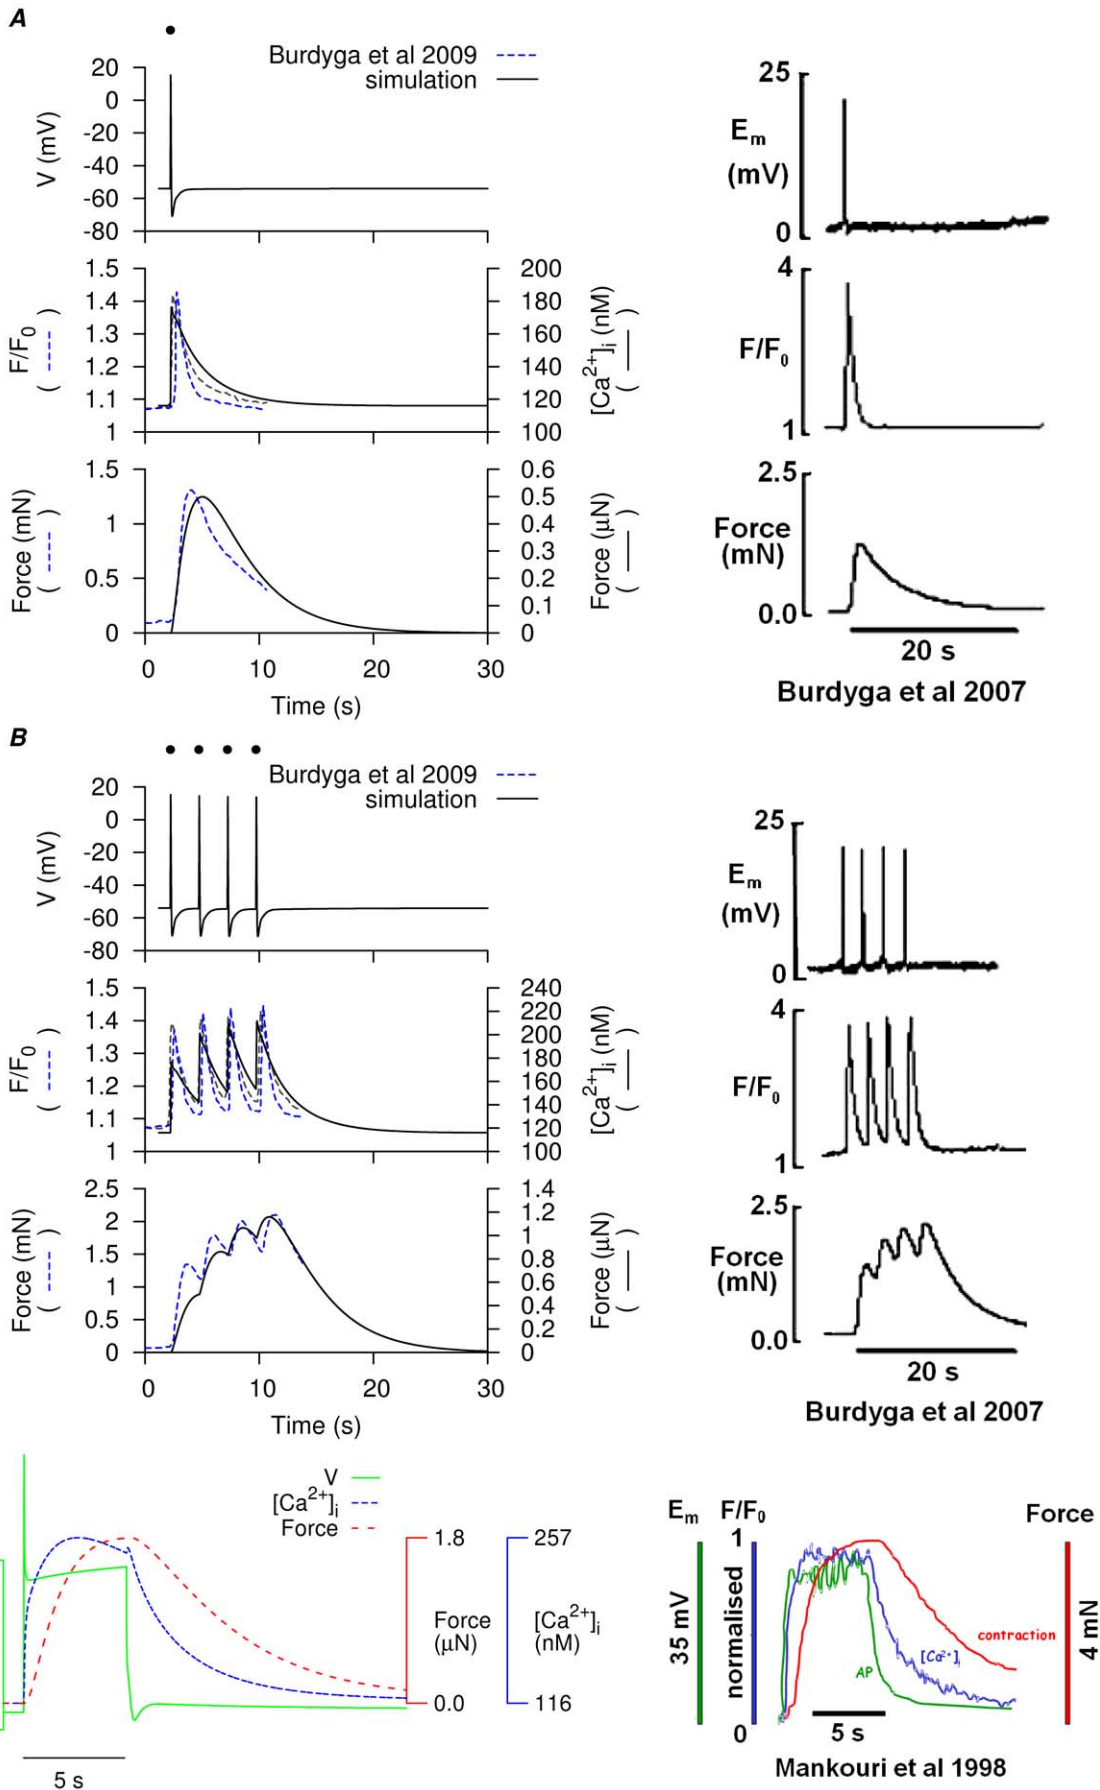 A
Burdyga et al 2009
simulation
20
0
-20
-40
-60
-80
V (mV)
25
Em
(mV)
0
1.5
1.4
1.3
1.2
1.1
1
F/F0
( )
200
180
160
140
120
100
[Ca2+]i (nM)
( )
4
F/F0
1
1.5
1
0.5
0
Force (mN)
( )
0.6
0.5
0.4
0.3
0.2
0.1
0
Force (µN)
( )
2.5
Force
(mN)
0.0
20 s
0 10 20 30
Time (s)
Burdyga et al 2007
B
Burdyga et al 2009
simulation
20
0
-20
-40
-60
-80
V (mV)
25
Em
(mV)
0
1.5
1.4
1.3
1.2
1.1
1
F/F0
( )
240
220
200
180
160
140
120
100
[Ca2+]i (nM)
( )
4
F/F0
1
2.5
2
1.5
1
0.5
0
Force (mN)
( )
1.4
1.2
1
0.8
0.6
0.4
0.2
0
Force (µN)
( )
2.5
Force
(mN)
0.0
20 s
0 10 20 30
Time (s)
Burdyga et al 2007
V
[Ca2+]i
Force
1.8
Force
(µN)
0.0
257
[Ca2+]i
(nM)
116
5 s
Em F/F0 Force
1
35 mV
normalised
0
contraction
[Ca2+]i
AP
4 mN
5 s
Mankouri et al 1998